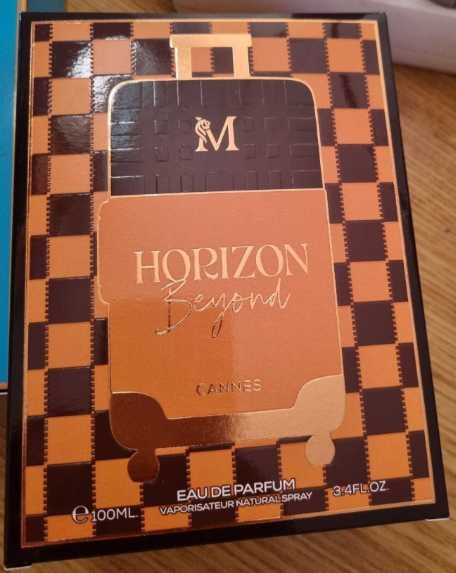 M
HORIZON
Beyond
CANNES
EAU DE PARFUM
VAPORISATEUR NATURAL SPRAY
℮100ML.
3.4FL.OZ.